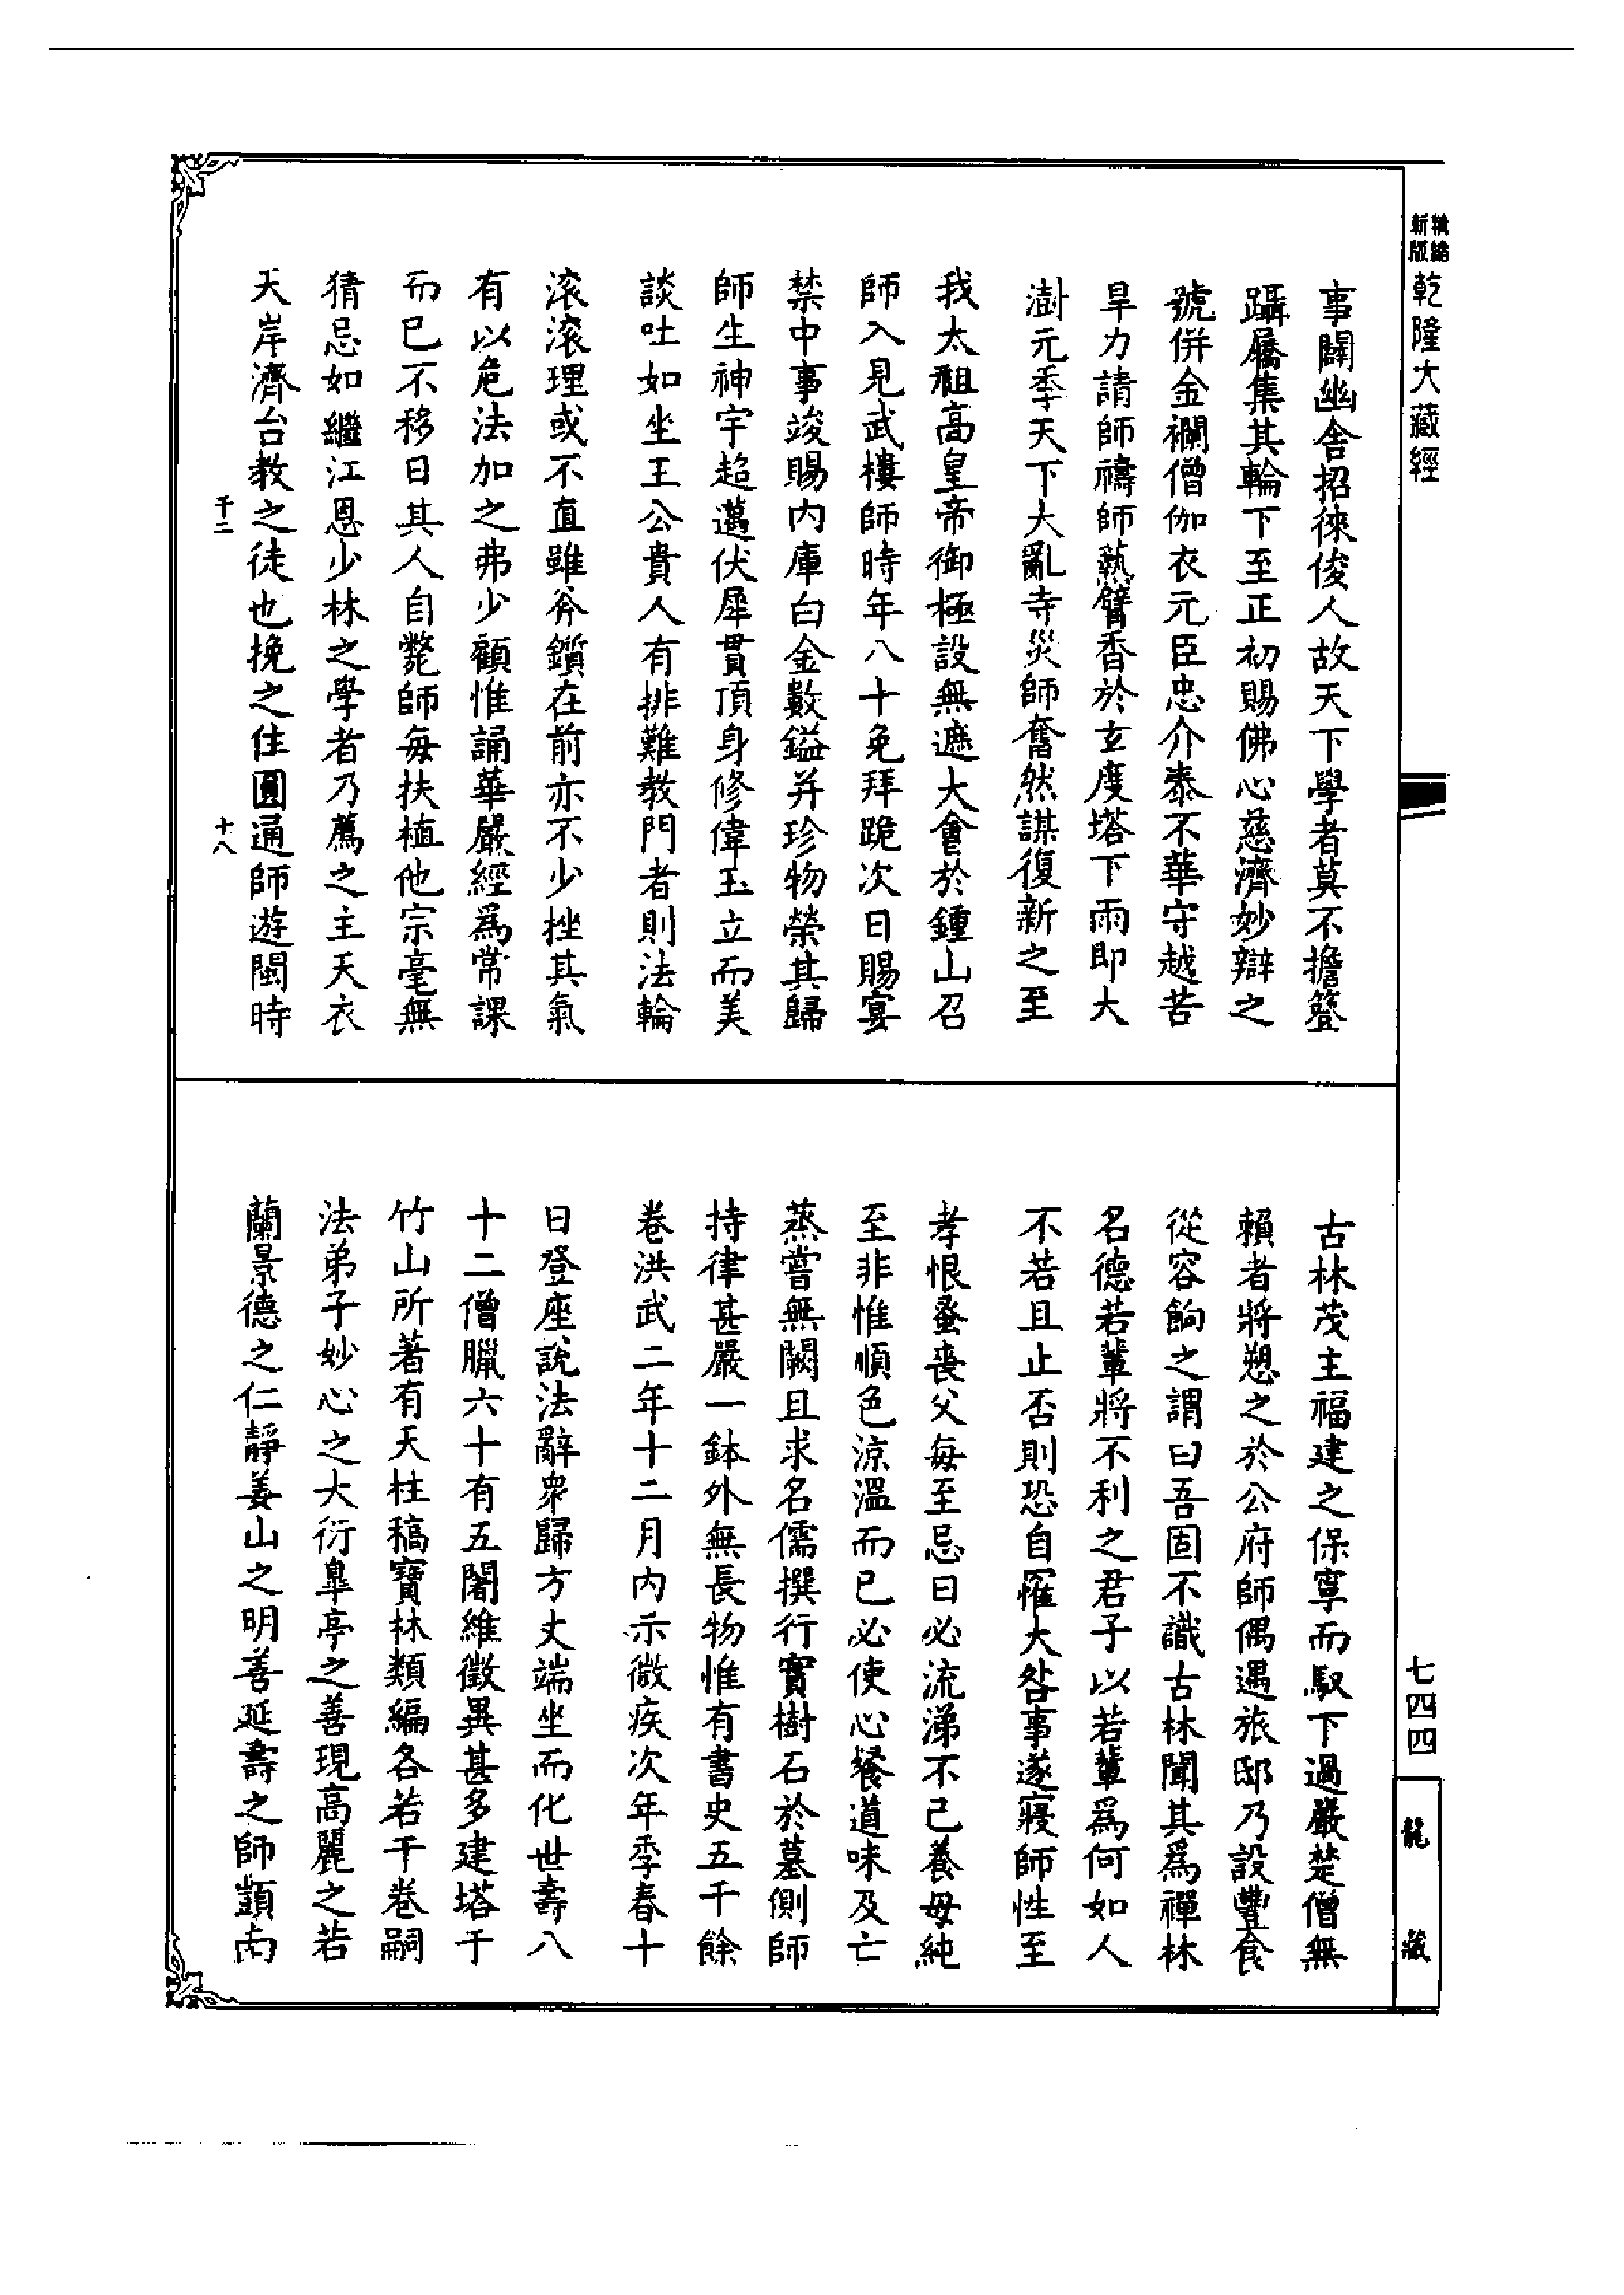 精縮
新版
乾隆大藏經
事闢幽舍招徠俊人故天下學者莫不擔簦
躡屩集其輪下至正初賜佛心慈濟妙辯之
號併金襴僧伽衣元臣忠介泰不華守越苦
旱力請師禱師爇臂香於玄度塔下雨即大
澍元季天下大亂寺災師奮然謀復新之至
我太祖高皇帝御極設無遮大會於鍾山召
師入見武樓師時年八十免拜跪次日賜宴
禁中事竣賜內庫白金數鎰并珍物榮其歸
師生神宇超邁伏犀貫頂身修偉玉立而美
談吐如坐王公貴人有排難教門者則法輪
滾滾理或不直雖斧鑕在前亦不少挫其氣
有以危法加之弗少顧惟誦華嚴經為常課
而已不移日其人自斃師每扶植他宗毫無
猜忌如繼江恩少林之學者乃薦之主天衣
天岸濟台教之徒也挽之住圓通師遊閩時
千二
十八
古林茂主福建之保寧而馭下過嚴楚僧無
賴者將愬之於公府師偶遇旅邸乃設豐食
從容餉之謂曰吾固不識古林聞其為禪林
名德若輩將不利之君子以若輩為何如人
不若且止否則恐自罹大咎事遂寢師性至
孝恨蚤喪父每至忌日必流涕不已養母純
至非惟順色涼溫而已必使心餐道味及亡
蒸嘗無闕且求名儒撰行實樹石於墓側師
持律甚嚴一鉢外無長物惟有書史五千餘
卷洪武二年十二月內示微疾次年季春十
日登座說法辭眾歸方丈端坐而化世壽八
十二僧臘六十有五闍維徵異甚多建塔于
竹山所著有天柱稿寶林類編各若干卷嗣
法弟子妙心之大衍皋亭之善現高麗之若
蘭景德之仁靜姜山之明善延壽之師顗南
七四四
龍藏